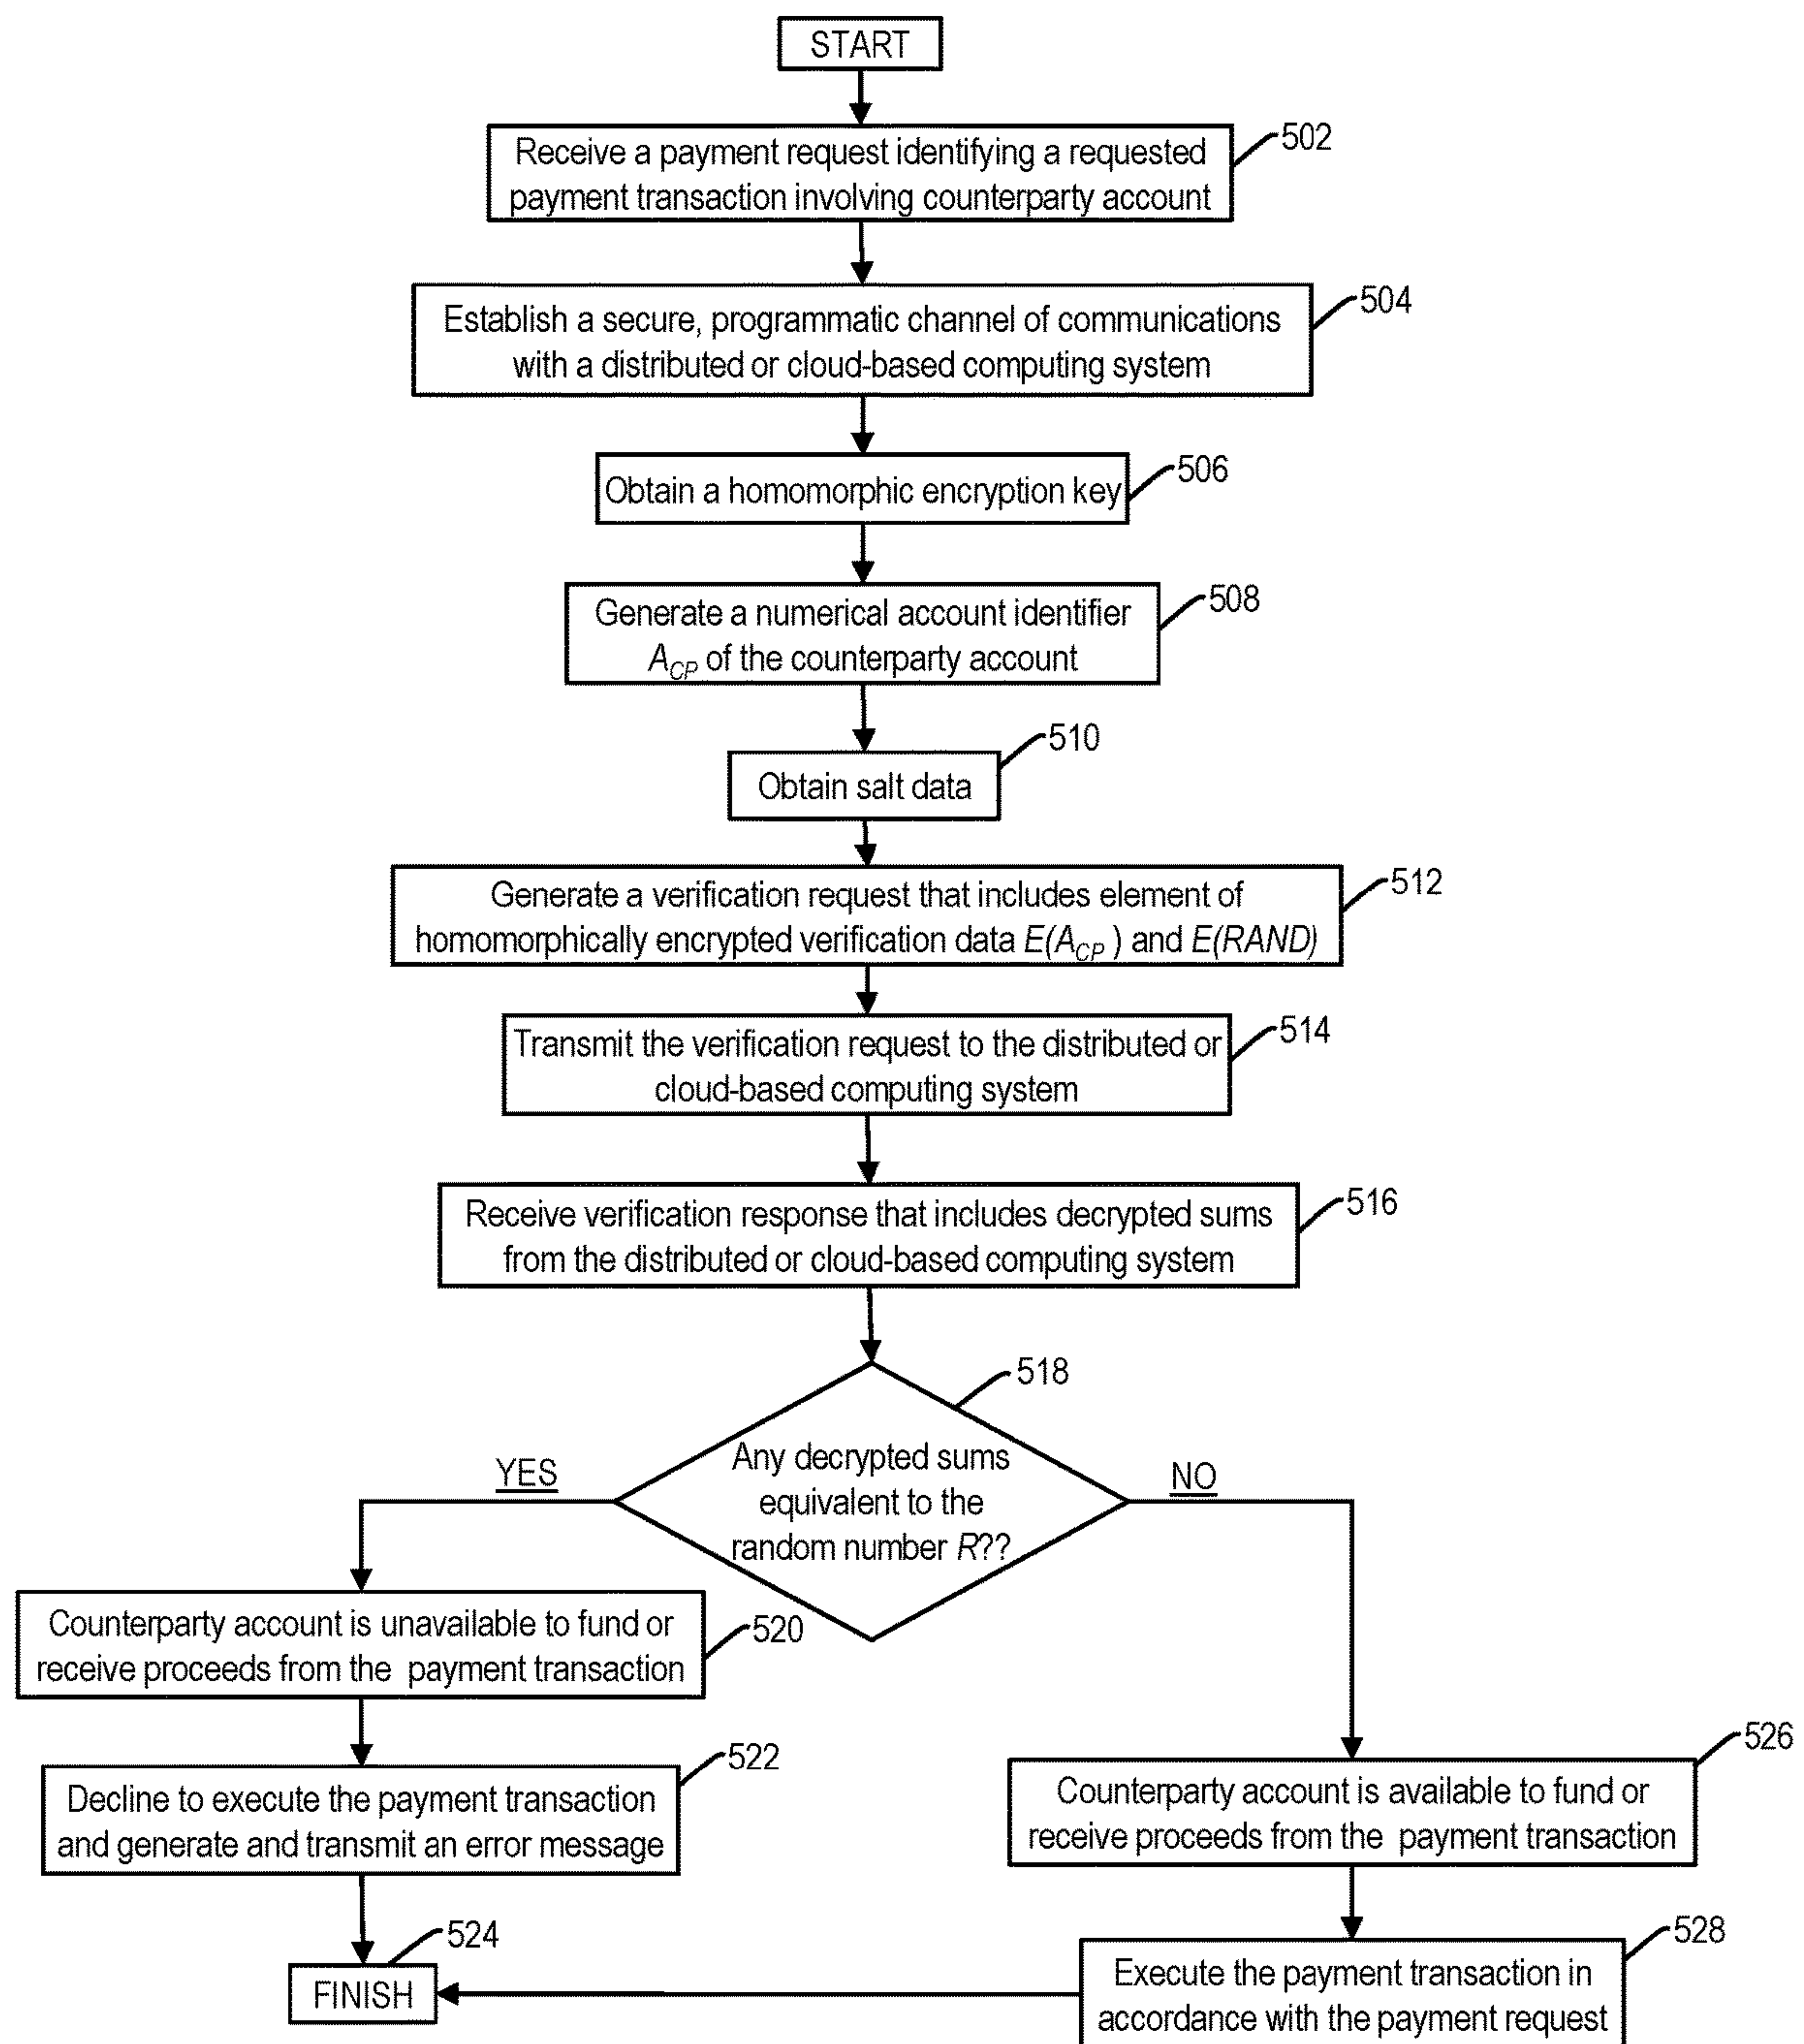 START
502
Receive a payment request identifying a requested
payment transaction involving counterparty account
504
Establish a secure, programmatic channel of communications
with a distributed or cloud-based computing system
506
Obtain a homomorphic encryption key
508
Generate a numerical account identifier
A_CP of the counterparty account
510
Obtain salt data
512
Generate a verification request that includes element of
homomorphically encrypted verification data E(A_CP ) and E(RAND)
514
Transmit the verification request to the distributed or
cloud-based computing system
516
Receive verification response that includes decrypted sums
from the distributed or cloud-based computing system
518
Any decrypted sums
equivalent to the
random number R??
YES
NO
520
Counterparty account is unavailable to fund or
receive proceeds from the payment transaction
522
Decline to execute the payment transaction
and generate and transmit an error message
526
Counterparty account is available to fund or
receive proceeds from the payment transaction
528
Execute the payment transaction in
accordance with the payment request
524
FINISH